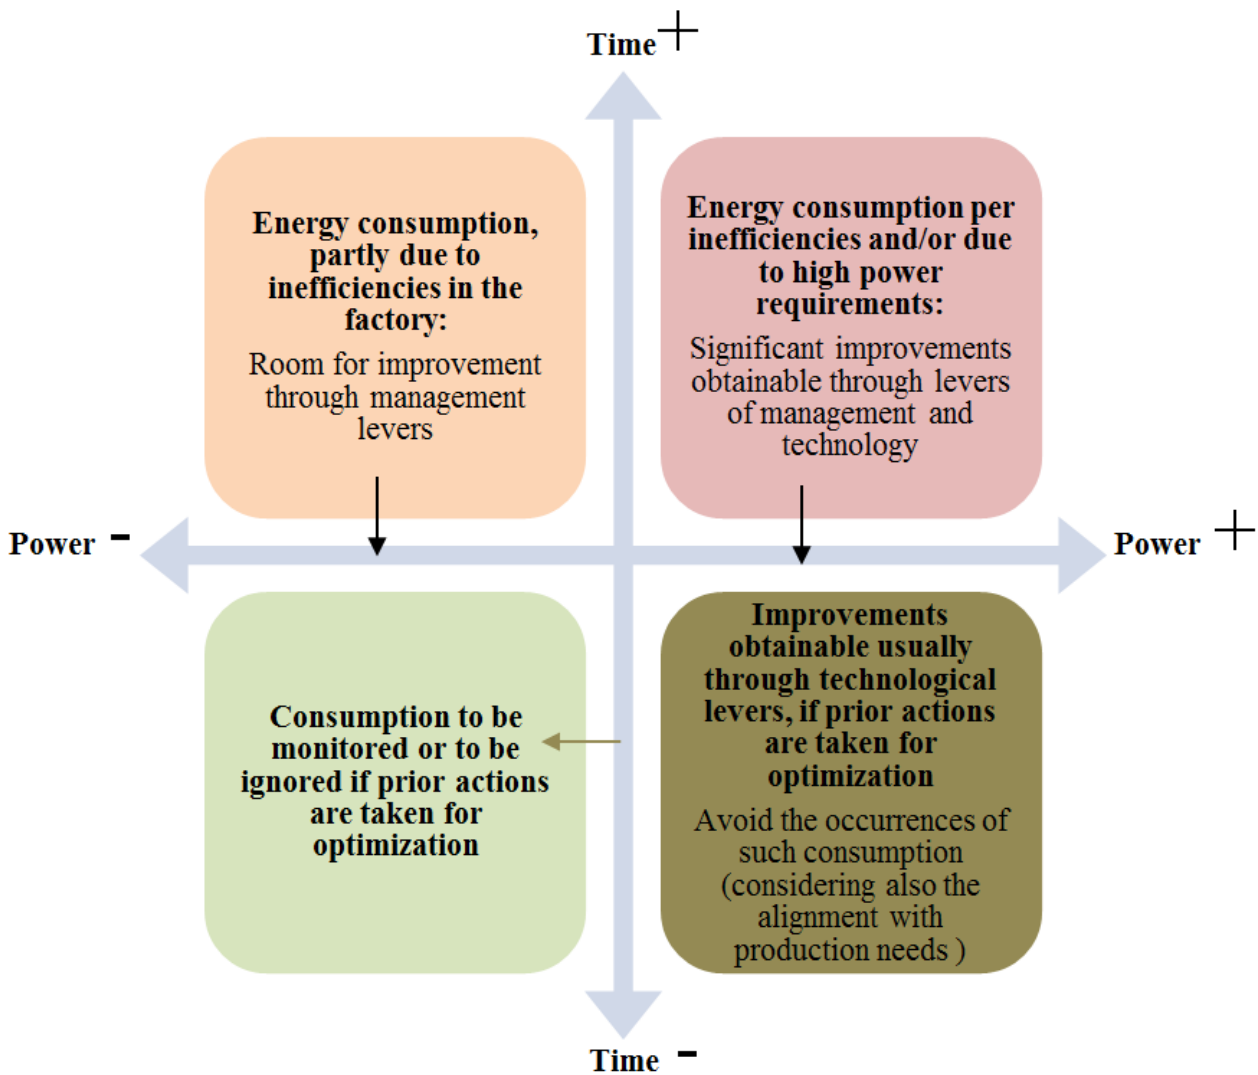 Time +
Energy consumption,
partly due to
inefficiencies in the
factory:
Room for improvement
through management
levers
Energy consumption per
inefficiencies and/or due
to high power
requirements:
Significant improvements
obtainable through levers
of management and
technology
Power -
Power +
Consumption to be
monitored or to be
ignored if prior actions
are taken for
optimization
Improvements
obtainable usually
through technological
levers, if prior actions
are taken for
optimization
Avoid the occurrences of
such consumption
(considering also the
alignment with
production needs )
Time -